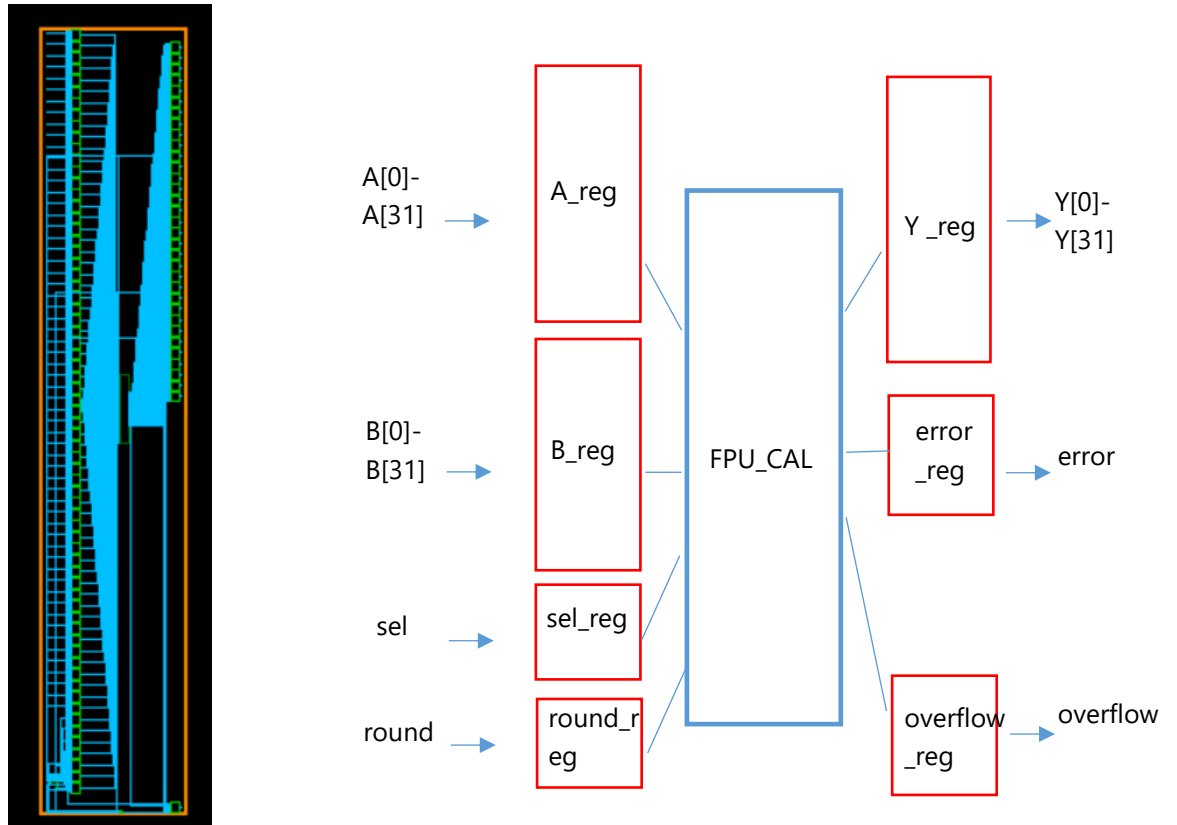 A[0]-
A[31]
A_reg
B[0]-
B[31]
B_reg
sel
sel_reg
round
round_r
eg
FPU_CAL
Y _reg
Y[0]-
Y[31]
error
_reg
error
overflow
_reg
overflow